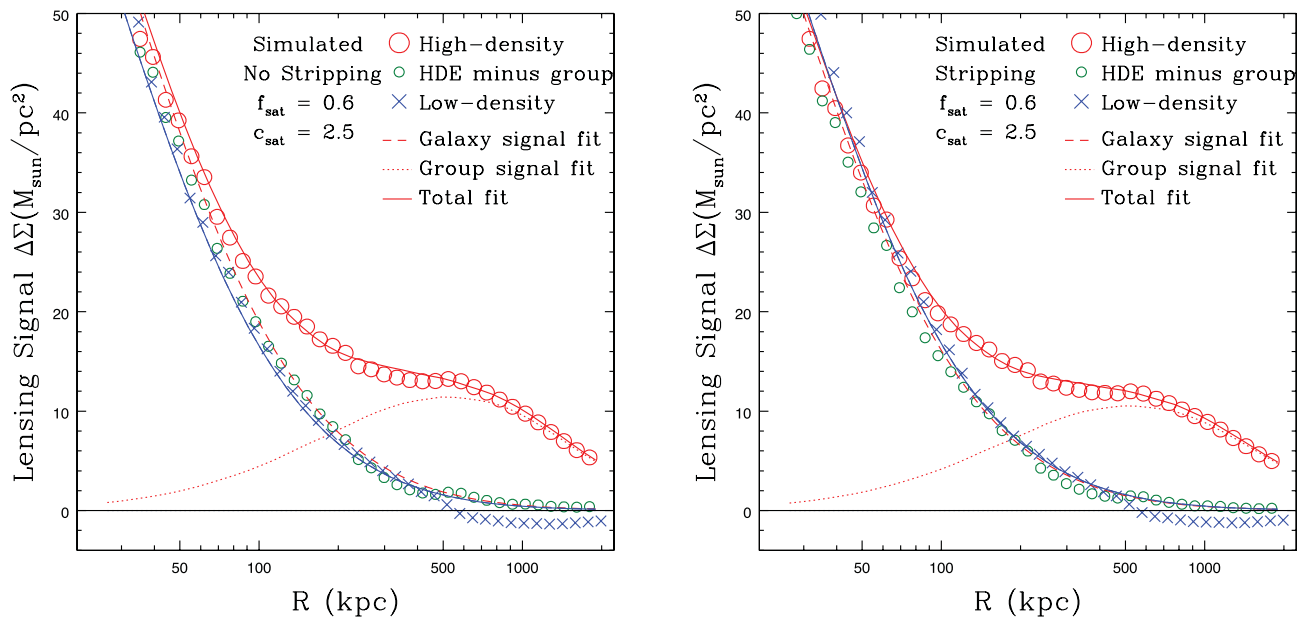 50
40
30
20
10
0
Lensing Signal ΔΣ(M_sun/pc²)
Simulated
No Stripping
f_sat = 0.6
c_sat = 2.5
High-density
HDE minus group
Low-density
Galaxy signal fit
Group signal fit
Total fit
50 100 200 500 1000
R (kpc)
50
40
30
20
10
0
Lensing Signal ΔΣ(M_sun/pc²)
Simulated
Stripping
f_sat = 0.6
c_sat = 2.5
High-density
HDE minus group
Low-density
Galaxy signal fit
Group signal fit
Total fit
50 100 200 500 1000
R (kpc)